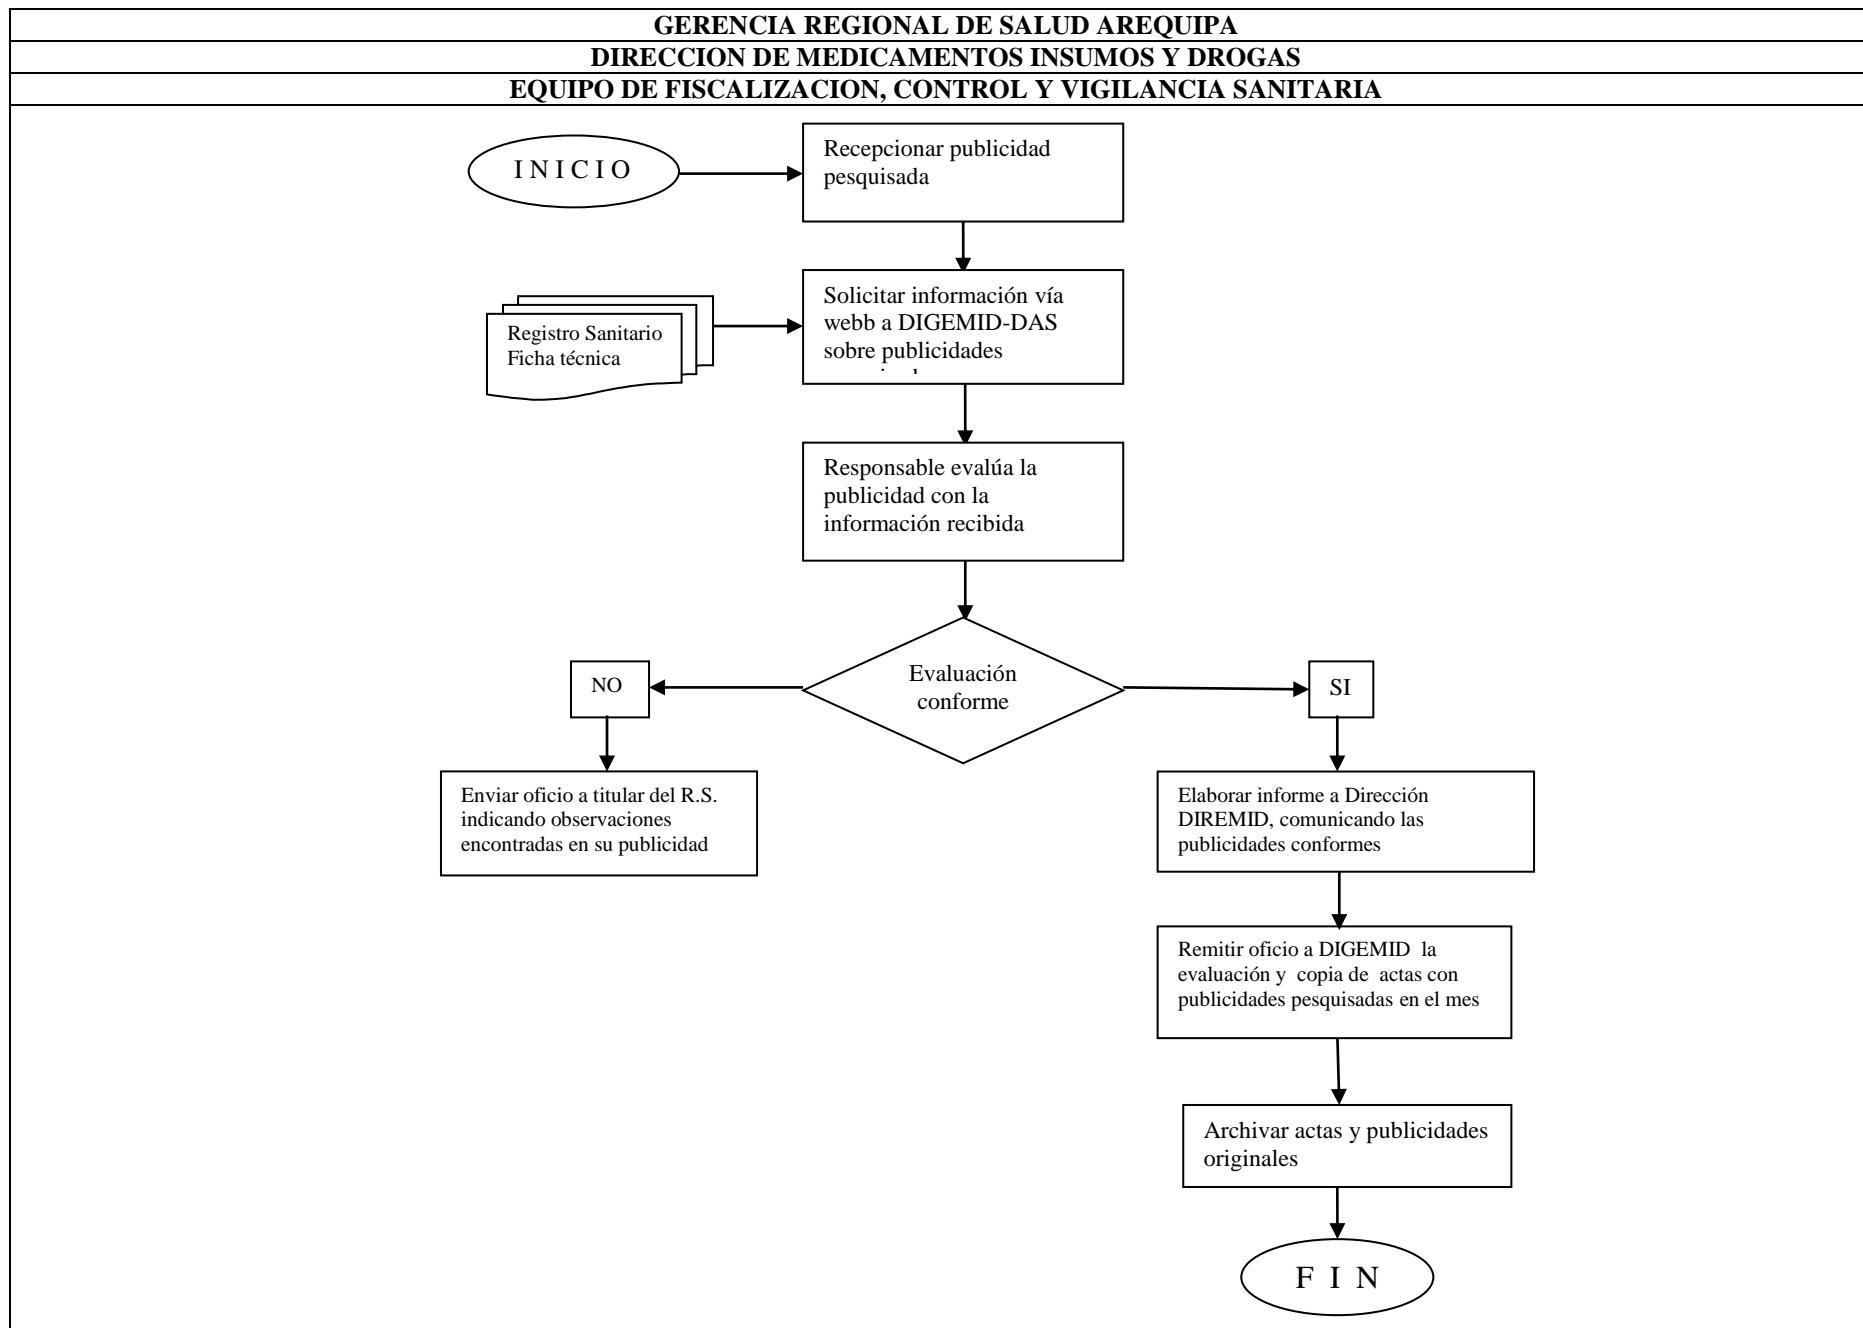 GERENCIA REGIONAL DE SALUD AREQUIPA
DIRECCION DE MEDICAMENTOS INSUMOS Y DROGAS
EQUIPO DE FISCALIZACION, CONTROL Y VIGILANCIA SANITARIA
I N I C I O
Recepcionar publicidad
pesquisada
Solicitar información vía
webb a DIGEMID-DAS
sobre publicidades
Registro Sanitario
Ficha técnica
Responsable evalúa la
publicidad con la
información recibida
Evaluación
conforme
NO
SI
Enviar oficio a titular del R.S.
indicando observaciones
encontradas en su publicidad
Elaborar informe a Dirección
DIREMID, comunicando las
publicidades conformes
Remitir oficio a DIGEMID la
evaluación y copia de actas con
publicidades pesquisadas en el mes
Archivar actas y publicidades
originales
F I N